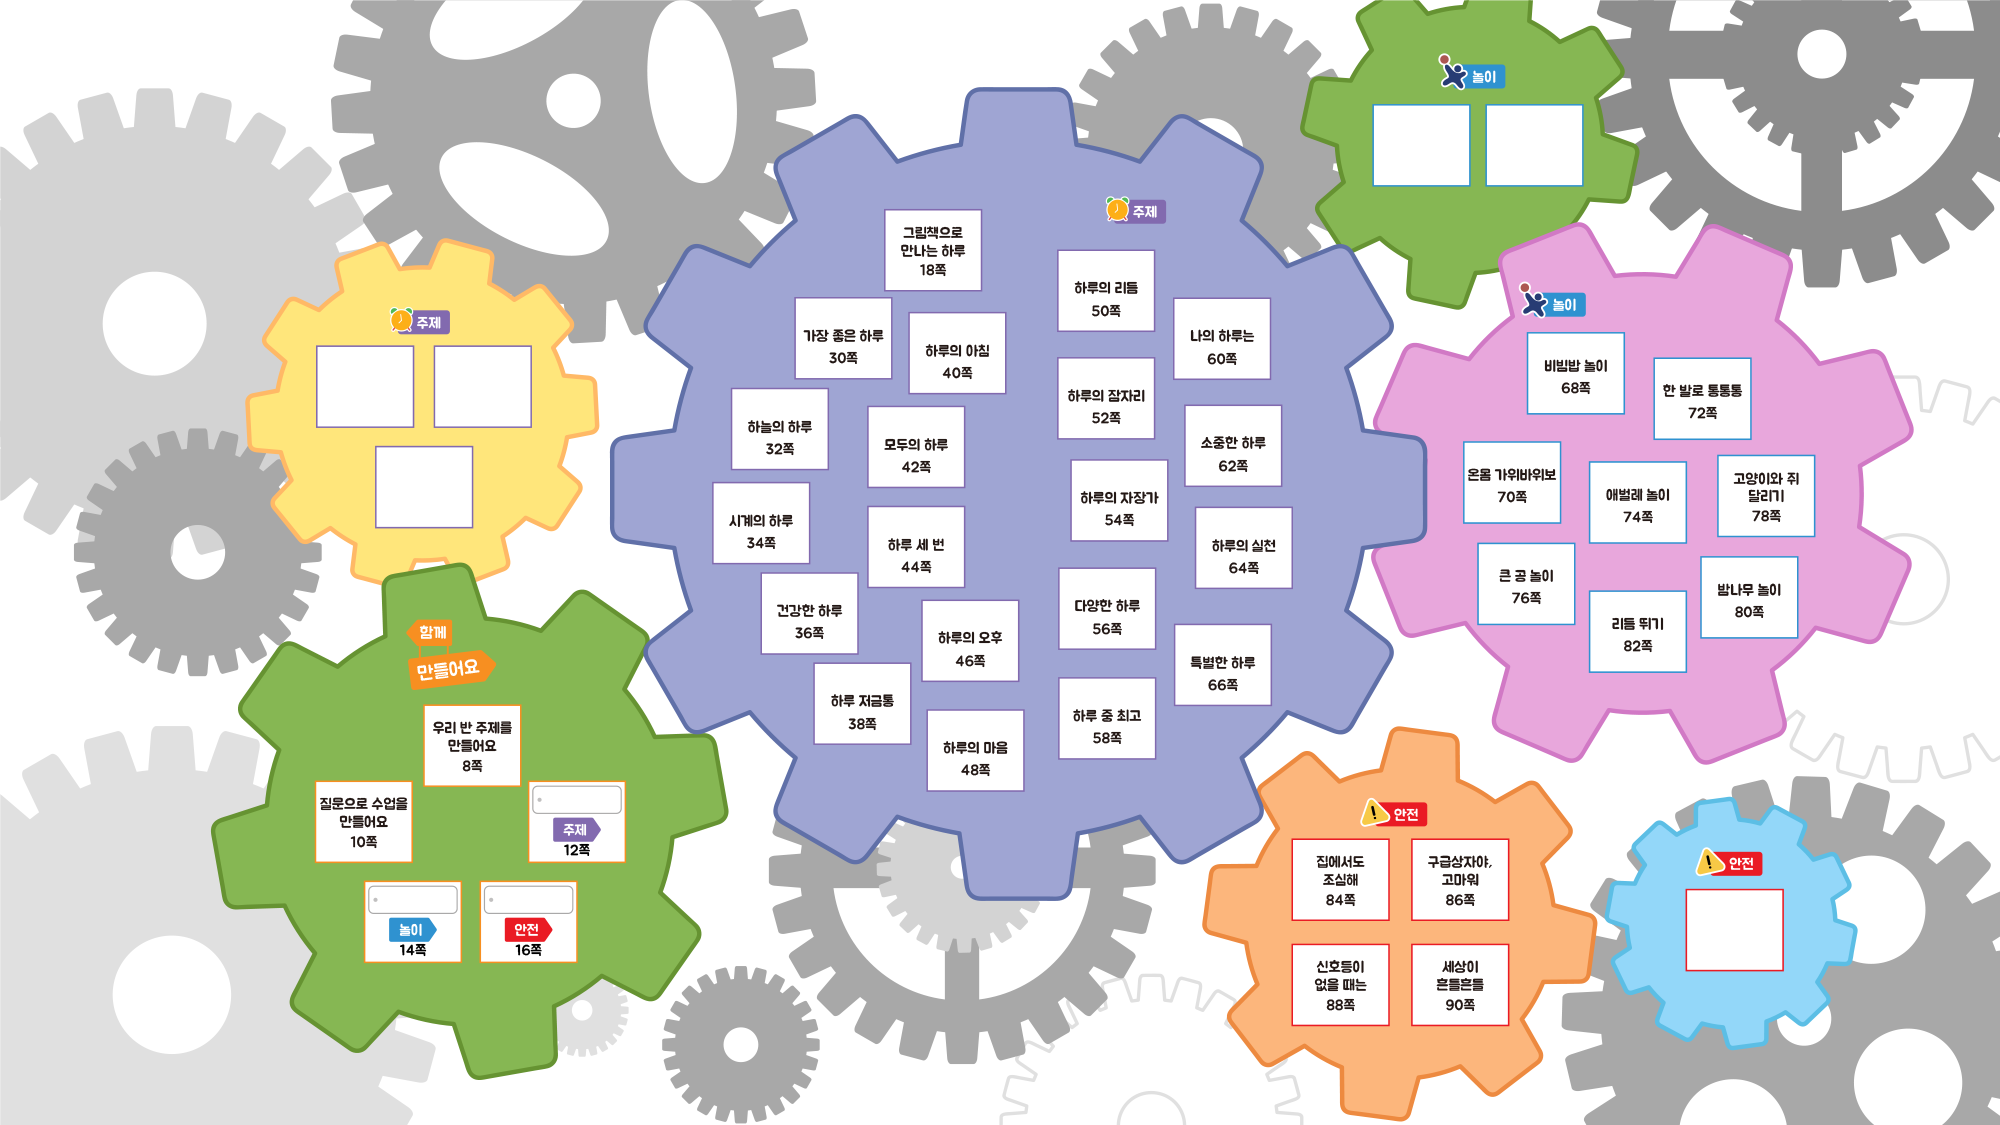 주제
함께
만들어요
우리 반 주제를
만들어요
8쪽
질문으로 수업을
만들어요
10쪽
주제
12쪽
놀이
14쪽
안전
16쪽
주제
그림책으로
만나는 하루
18쪽
가장 좋은 하루
30쪽
하늘의 하루
32쪽
시계의 하루
34쪽
건강한 하루
36쪽
하루 저금통
38쪽
하루의 아침
40쪽
모두의 하루
42쪽
하루 세 번
44쪽
하루의 오후
46쪽
하루의 마음
48쪽
하루의 리듬
50쪽
하루의 잠자리
52쪽
하루의 자장가
54쪽
다양한 하루
56쪽
하루 중 최고
58쪽
나의 하루는
60쪽
소중한 하루
62쪽
하루의 실천
64쪽
특별한 하루
66쪽
놀이
놀이
비빔밥 놀이
68쪽
온몸 가위바위보
70쪽
한 발로 통통통
72쪽
애벌레 놀이
74쪽
큰 공 놀이
76쪽
고양이와 쥐
달리기
78쪽
밤나무 놀이
80쪽
리듬 뛰기
82쪽
안전
집에서도
조심해
84쪽
구급상자야,
고마워
86쪽
신호등이
없을 때는
88쪽
세상이
흔들흔들
90쪽
안전